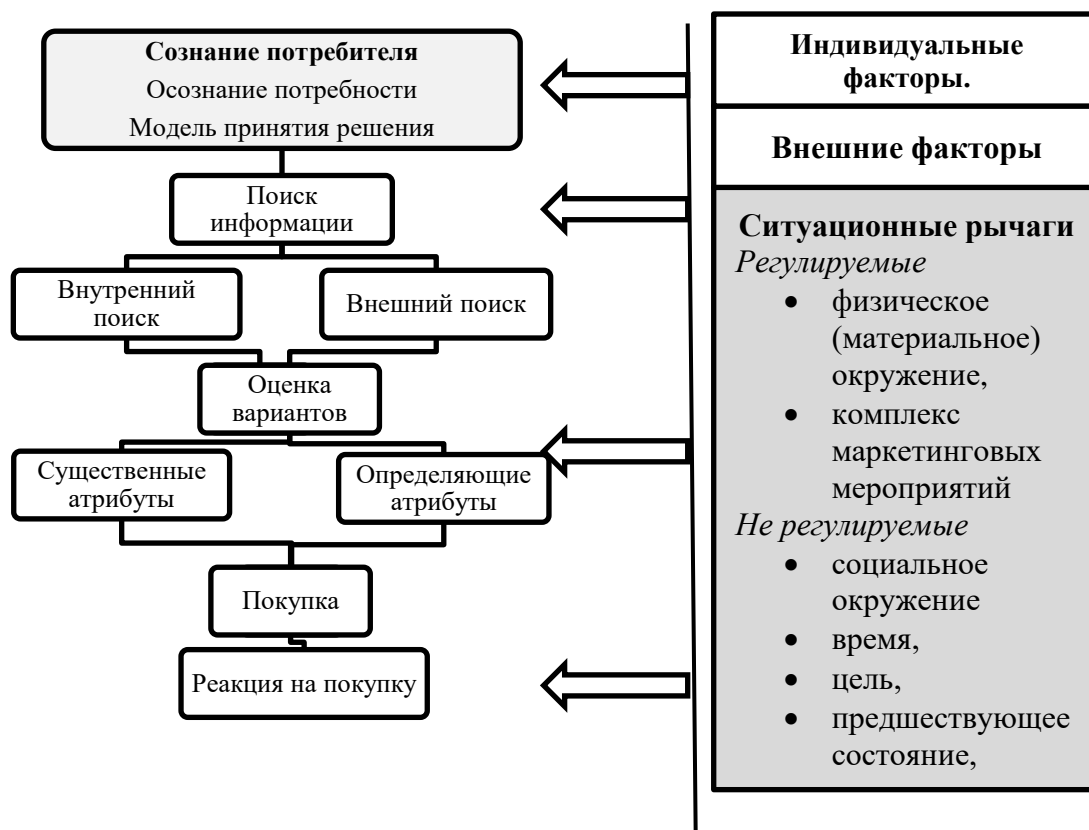 Сознание потребителя
Осознание потребности
Модель принятия решения
Поиск
информации
Внутренний
поиск
Внешний поиск
Оценка
вариантов
Существенные
атрибуты
Определяющие
атрибуты
Покупка
Реакция на покупку
Индивидуальные
факторы.
Внешние факторы
Ситуационные рычаги
Регулируемые
• физическое
(материальное)
окружение,
• комплекс
маркетинговых
мероприятий
Не регулируемые
• социальное
окружение
• время,
• цель,
• предшествующее
состояние,